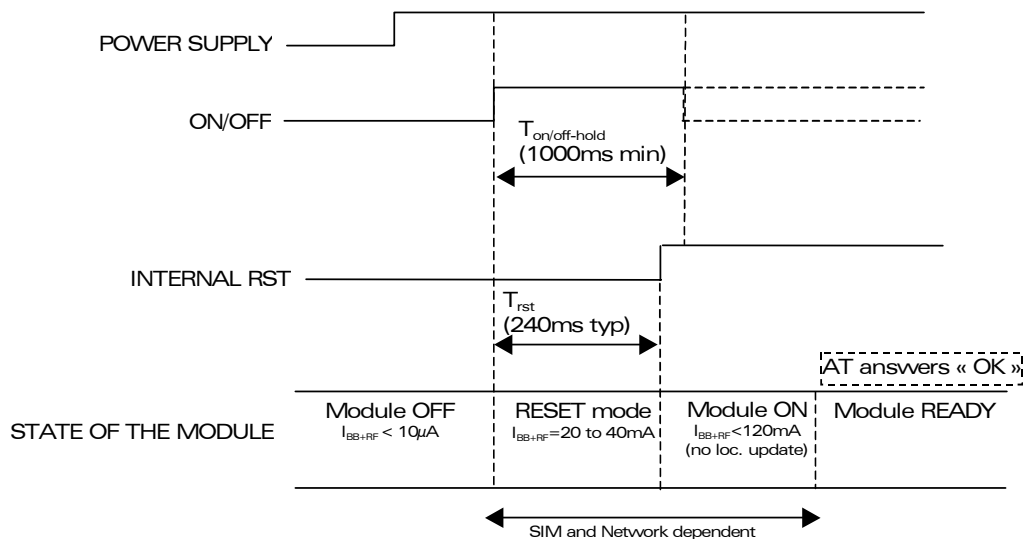 POWER SUPPLY
ON/OFF
Ton/off-hold
(1000ms min)
INTERNAL RST
Trst
(240ms typ)
AT answers « OK »
STATE OF THE MODULE
Module OFF
IBB+RF < 10µA
RESET mode
IBB+RF=20 to 40mA
Module ON
IBB+RF<120mA
(no loc. update)
Module READY
SIM and Network dependent